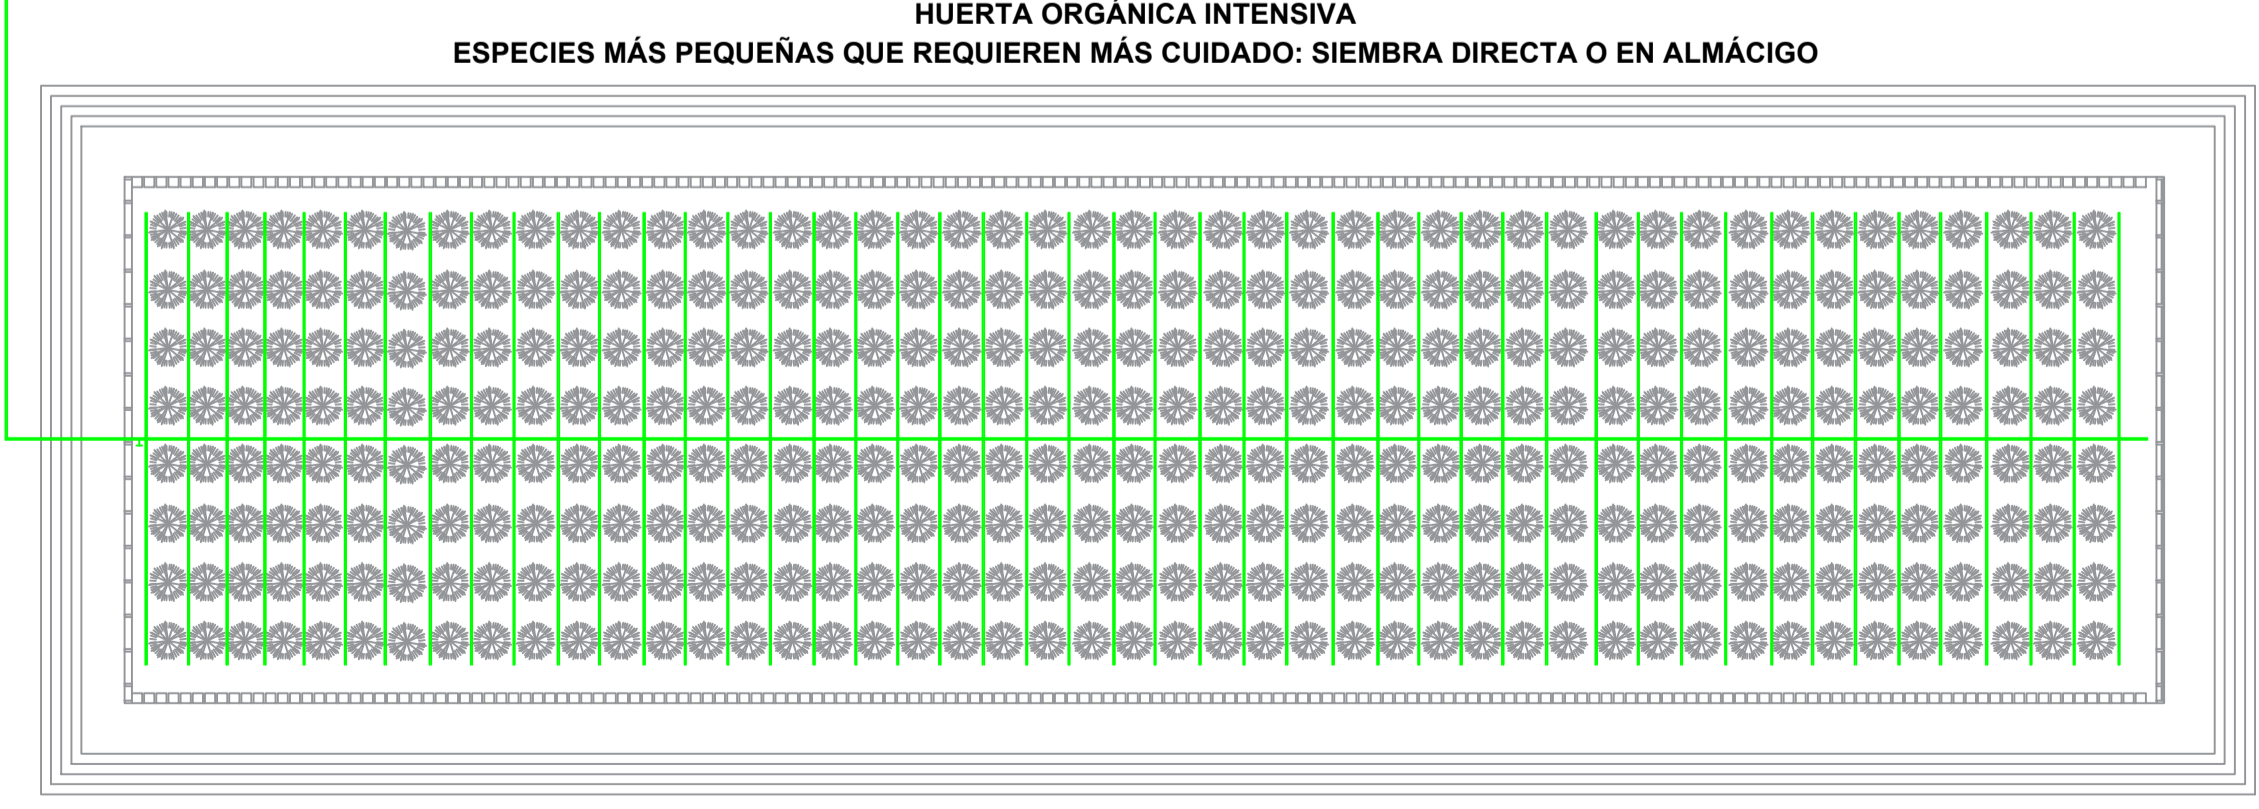 HUERTA ORGÁNICA INTENSIVA
ESPECIES MÁS PEQUEÑAS QUE REQUIEREN MÁS CUIDADO: SIEMBRA DIRECTA O EN ALMÁCIGO